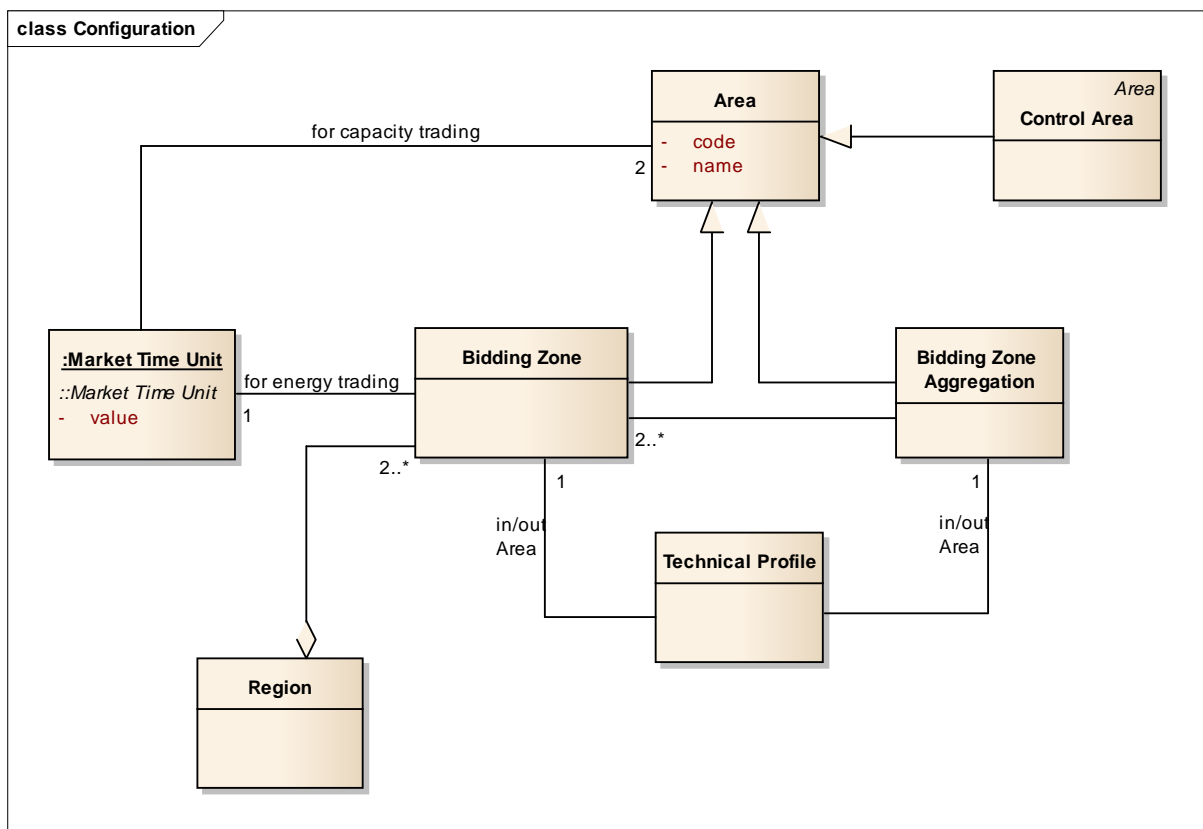 class Configuration
Area
- code
- name
Area
Control Area
for capacity trading
2
:Market Time Unit
::Market Time Unit
- value
for energy trading
1
Bidding Zone
2..*
2..*
1
Bidding Zone
Aggregation
1
in/out
Area
in/out
Area
Technical Profile
Region